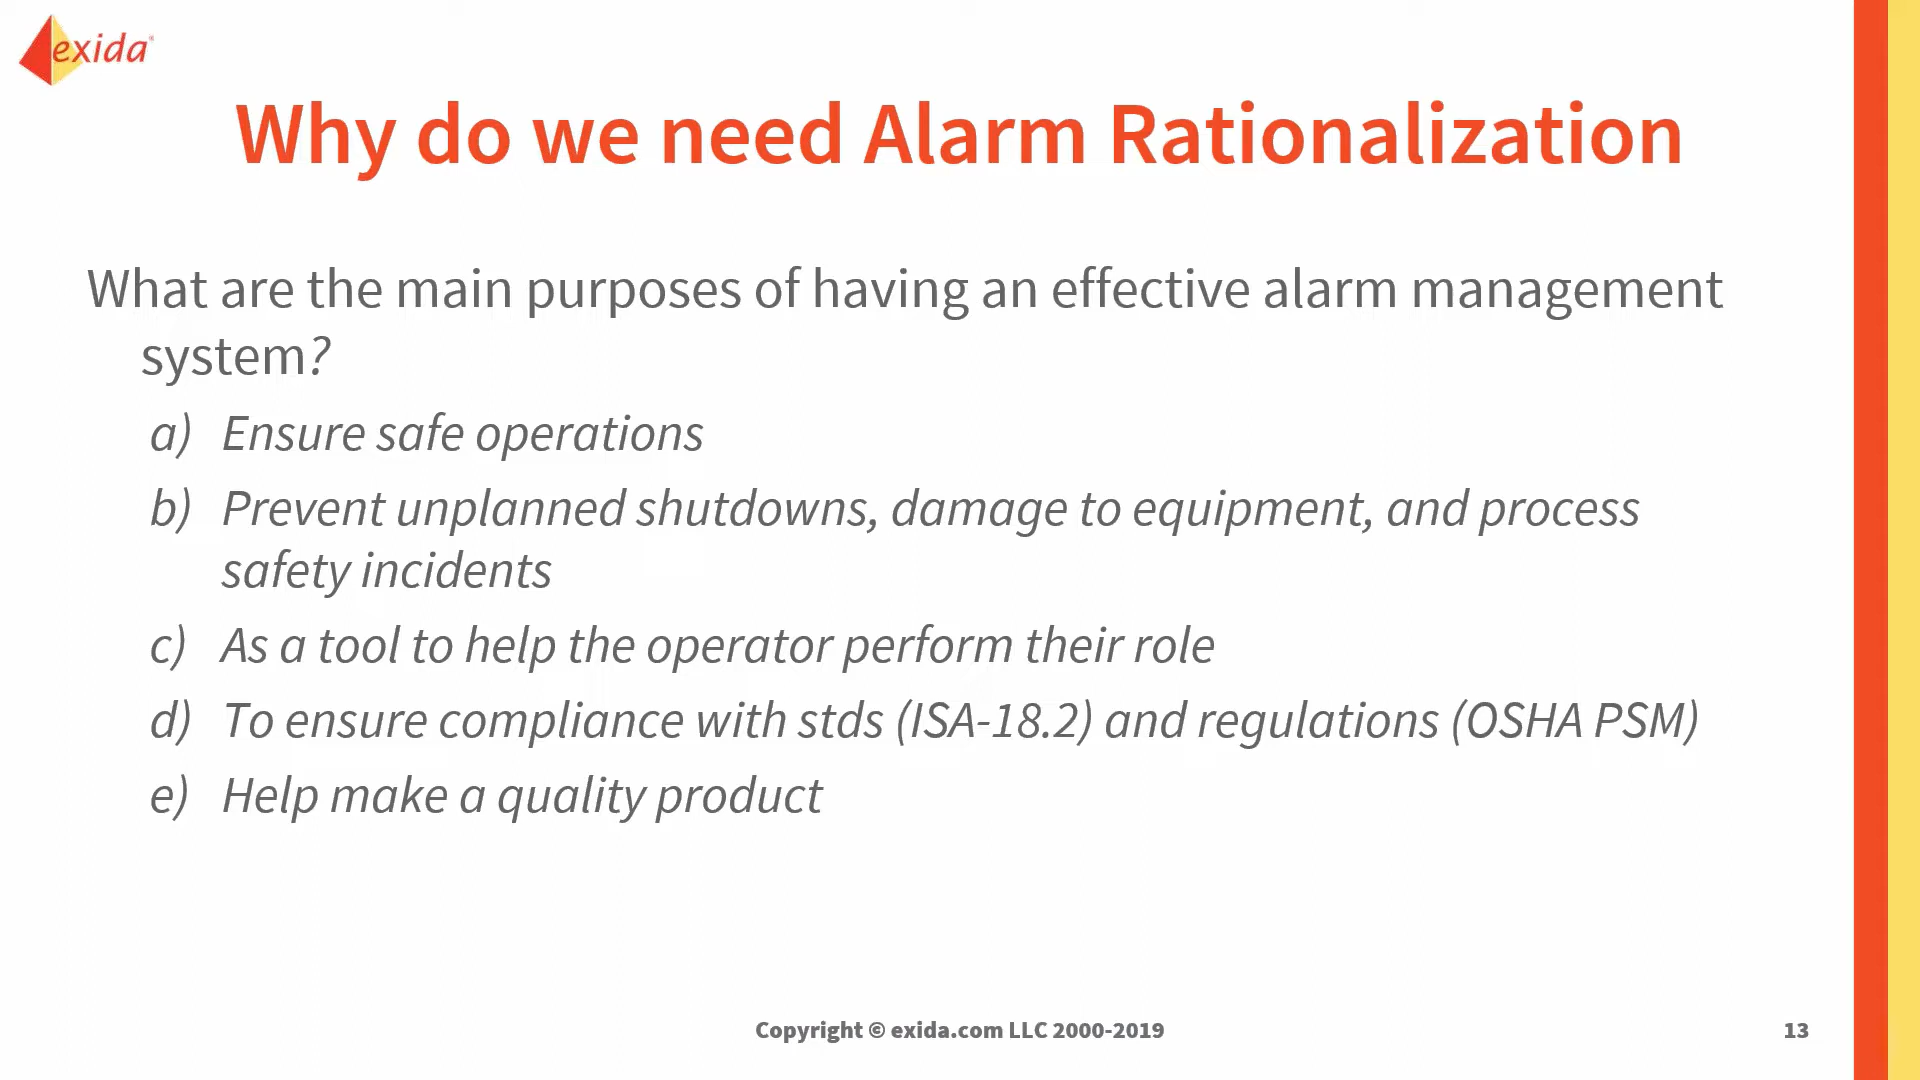 exida
Why do we need Alarm Rationalization
What are the main purposes of having an effective alarm management
system?
a) Ensure safe operations
b) Prevent unplanned shutdowns, damage to equipment, and process
safety incidents
c) As a tool to help the operator perform their role
d) To ensure compliance with stds (ISA-18.2) and regulations (OSHA PSM)
e) Help make a quality product
Copyright © exida.com LLC 2000-2019
13